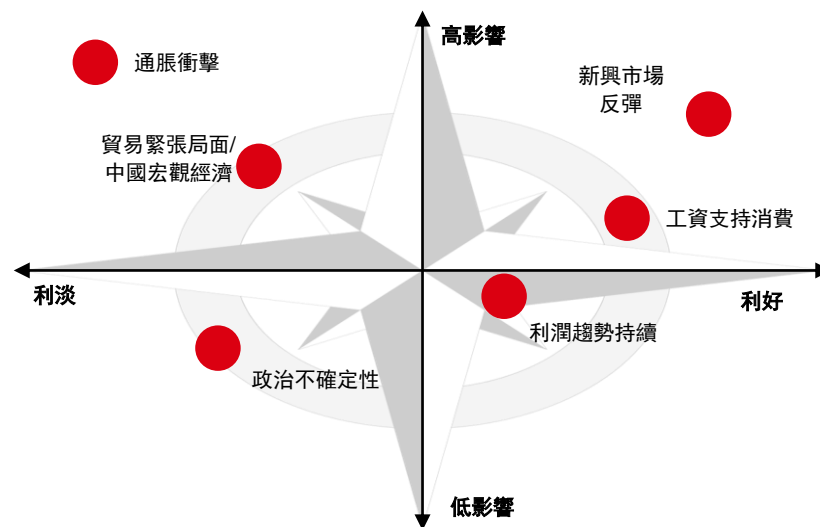 高影響
通脹衝擊
新興市場
反彈
貿易緊張局面/
中國宏觀經濟
工資支持消費
利淡
利好
利潤趨勢持續
政治不確定性
低影響